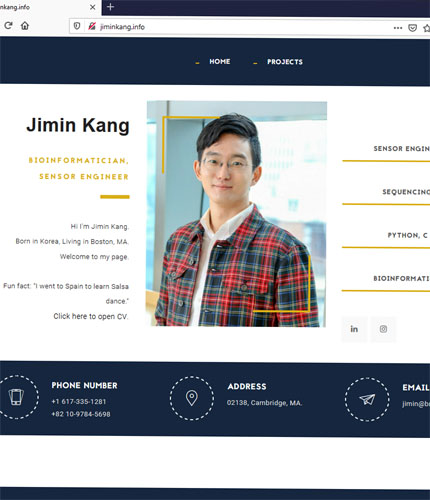 nkang.info
jiminkang.info
HOME
PROJECTS
Jimin Kang
BIOINFORMATICIAN,
SENSOR ENGINEER
Hi I'm Jimin Kang.
Born in Korea, Living in Boston, MA.
Welcome to my page.
Fun fact: "I went to Spain to learn Salsa
dance."
Click here to open CV.
SENSOR ENGIN
SEQUENCING
PYTHON, C
BIOINFORMATI
in
PHONE NUMBER
+1 617-335-1281
+82 10-9784-5698
ADDRESS
02138, Cambridge, MA.
EMAIL
jimin@br